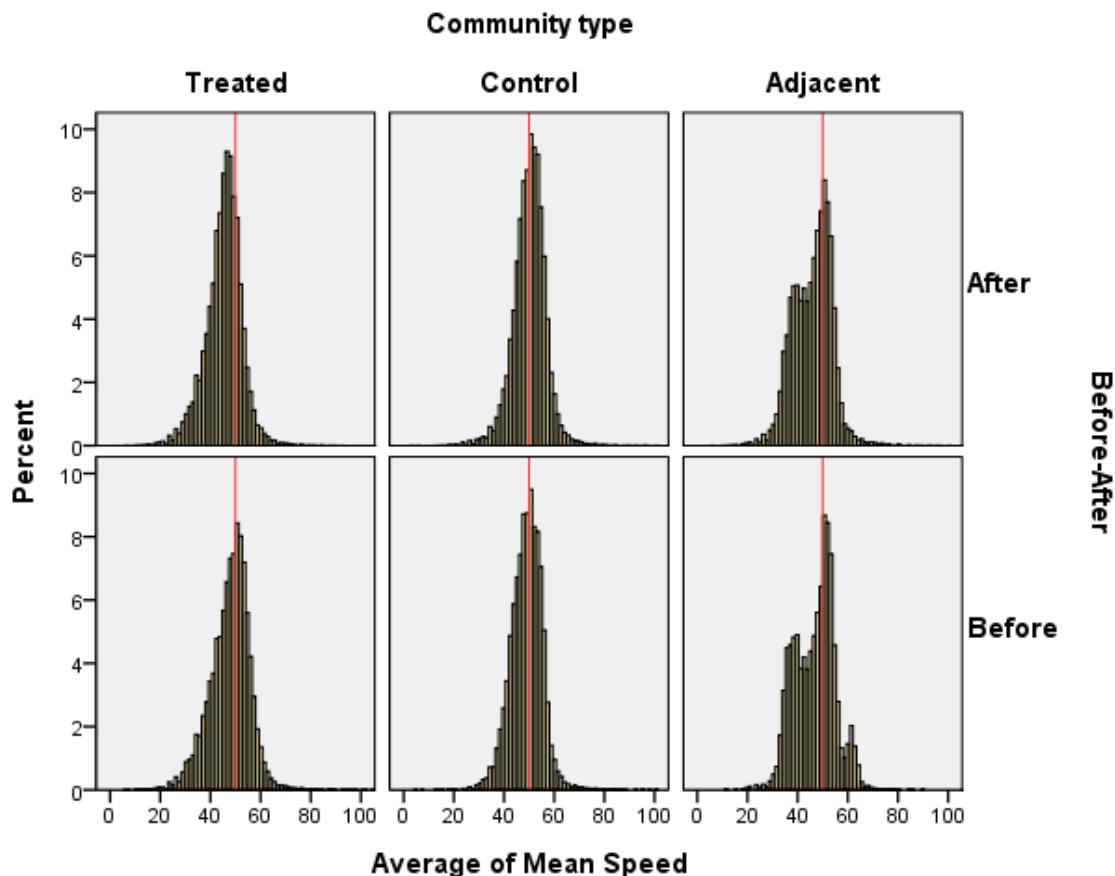 Community type
Treated Control Adjacent
10
8
6
4
2
0
After
10
8
6
4
2
0
Before
Percent
Before-After
0 20 40 60 80 100 0 20 40 60 80 100 0 20 40 60 80 100
Average of Mean Speed